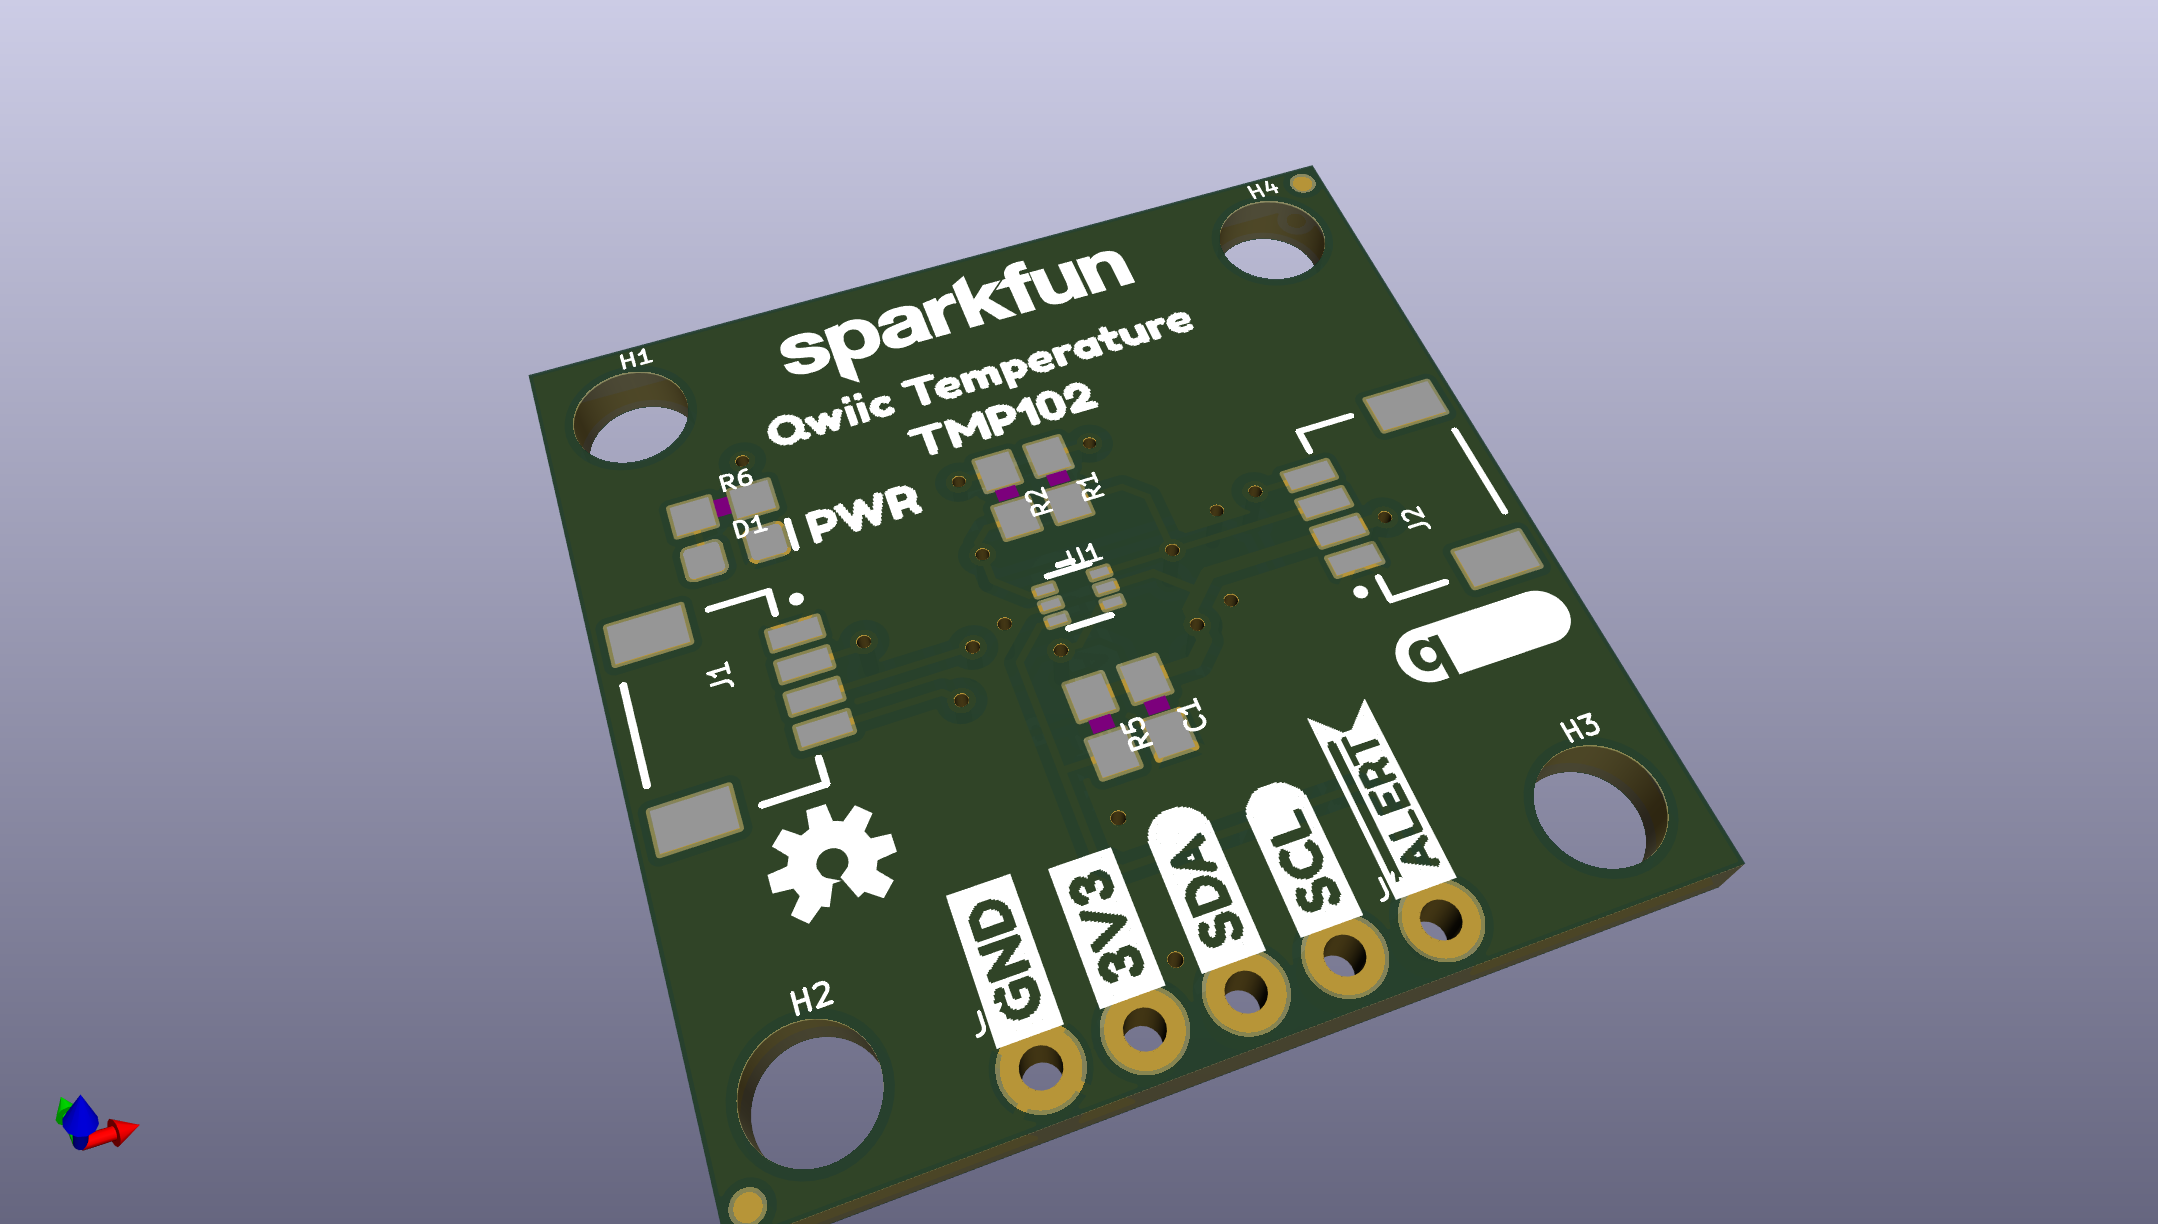 H4
sparkfun
H1
Qwiic Temperature
TMP102
R6
D1
PWR
R2
R1
J2
U1
J1
R5
C1
H3
ALERT
SCL
SDA
3V3
GND
J
J
H2